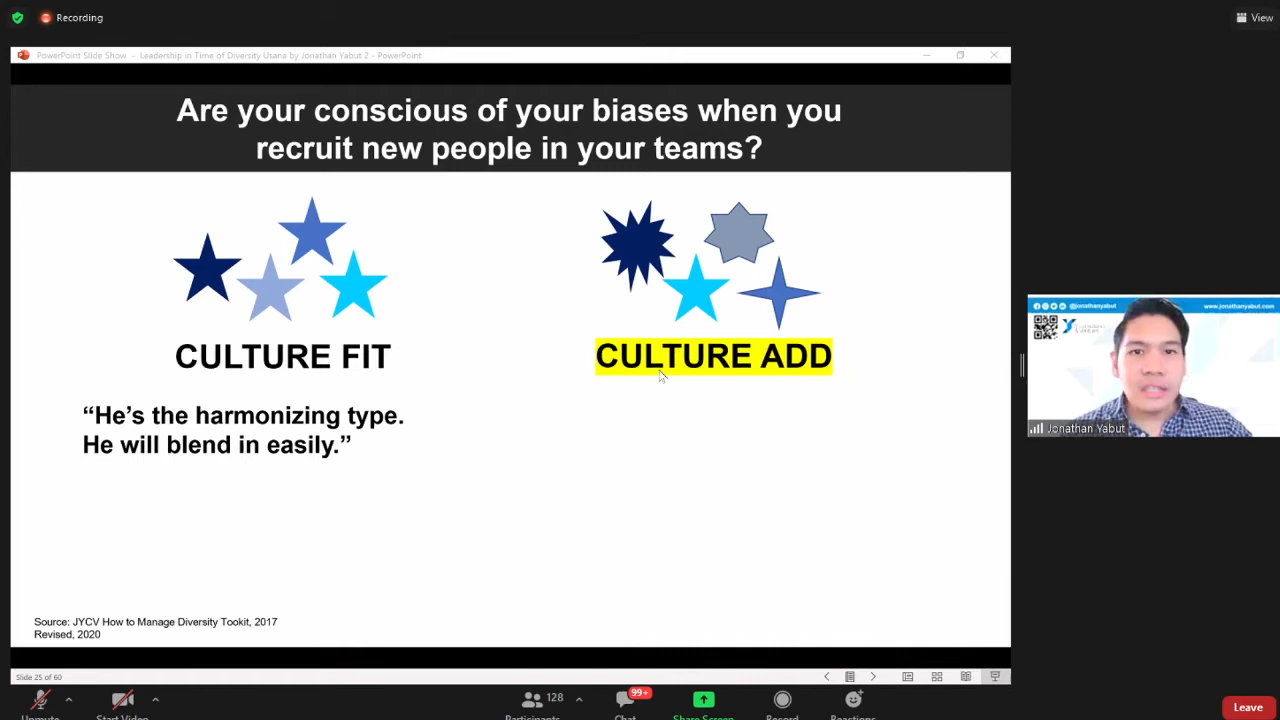 Recording
View
PowerPoint Slide Show - Leadership in Time of Diversity Usana by Jonathan Yabut 2 - PowerPoint
Are your conscious of your biases when you
recruit new people in your teams?
CULTURE FIT
CULTURE ADD
“He’s the harmonizing type.
He will blend in easily.”
@jonathanyabut
www.jonathanyabut.com
Jonathan Yabut
Source: JYCV How to Manage Diversity Tookit, 2017
Revised, 2020
Slide 25 of 60
Unmute
Start Video
128
Participants
99+
Chat
Share Screen
Record
Reactions
Leave